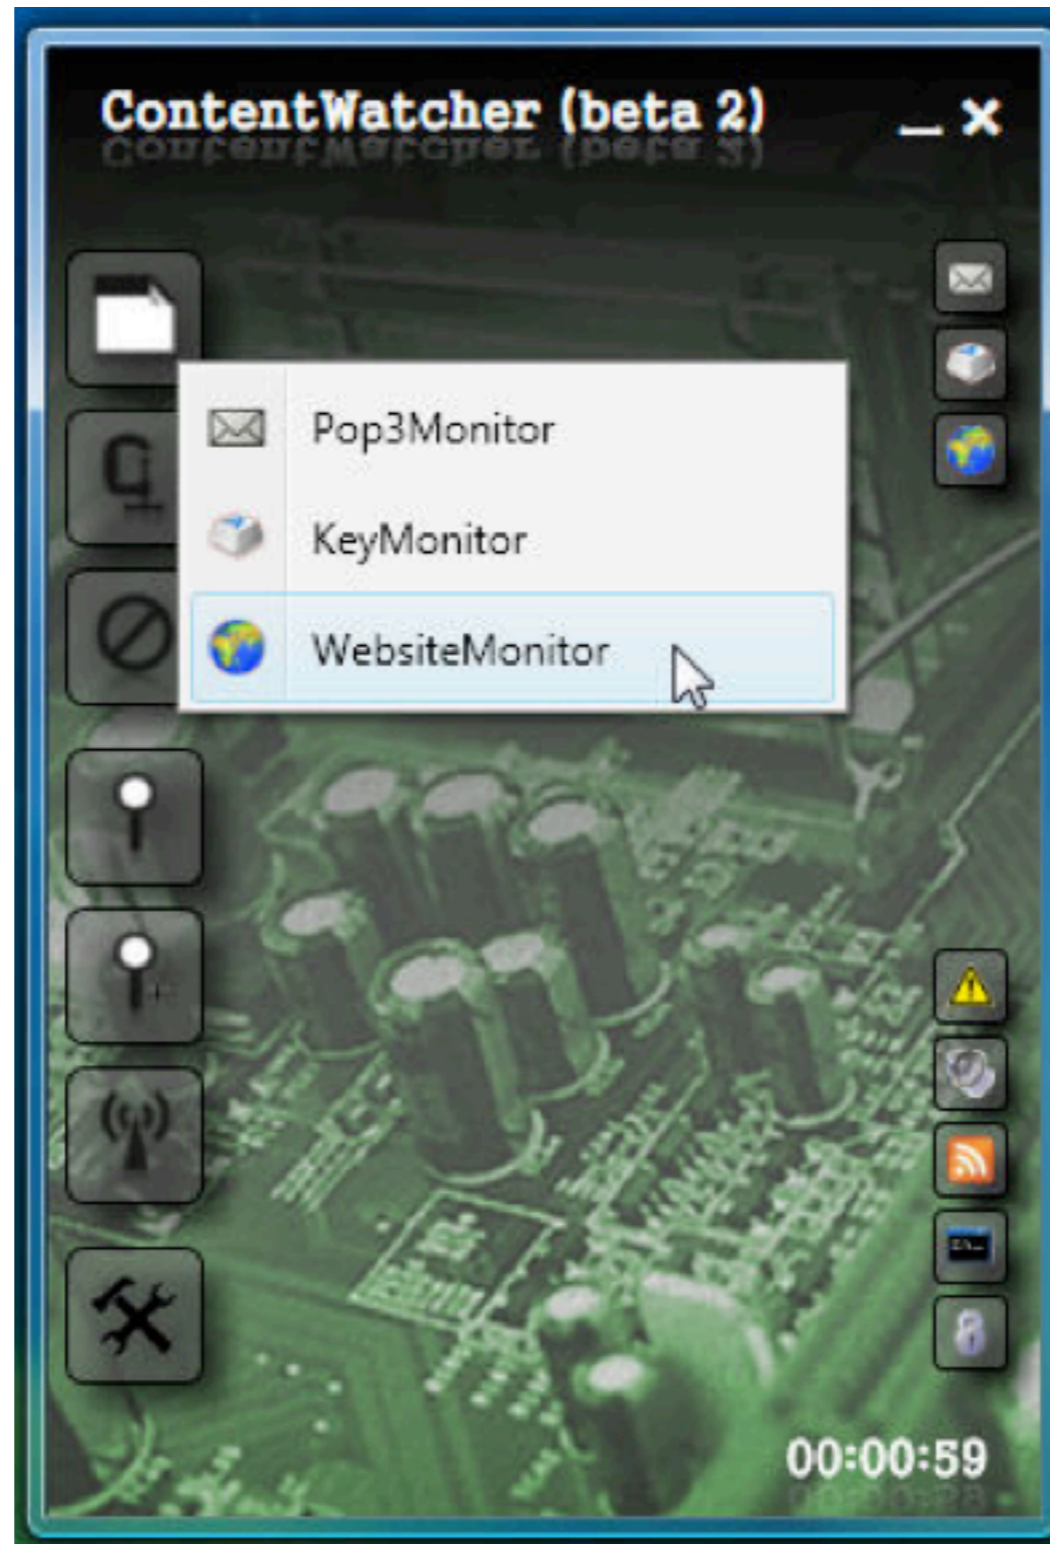 ContentWatcher (beta 2)
Pop3Monitor
KeyMonitor
WebsiteMonitor
00:00:59